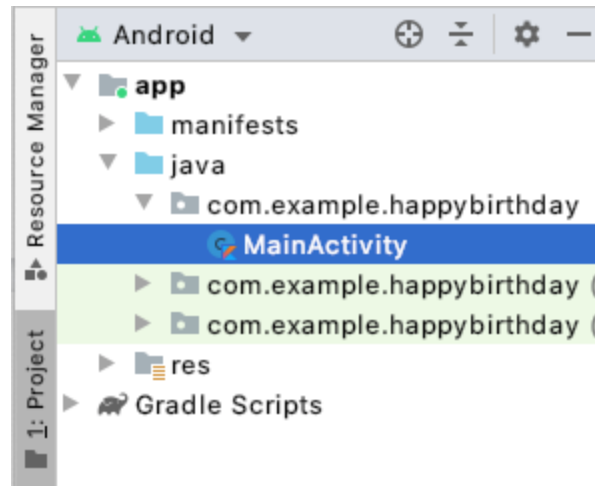 Android
app
manifests
java
com.example.happybirthday
MainActivity
com.example.happybirthday (
com.example.happybirthday (
res
Gradle Scripts
Resource Manager
1: Project